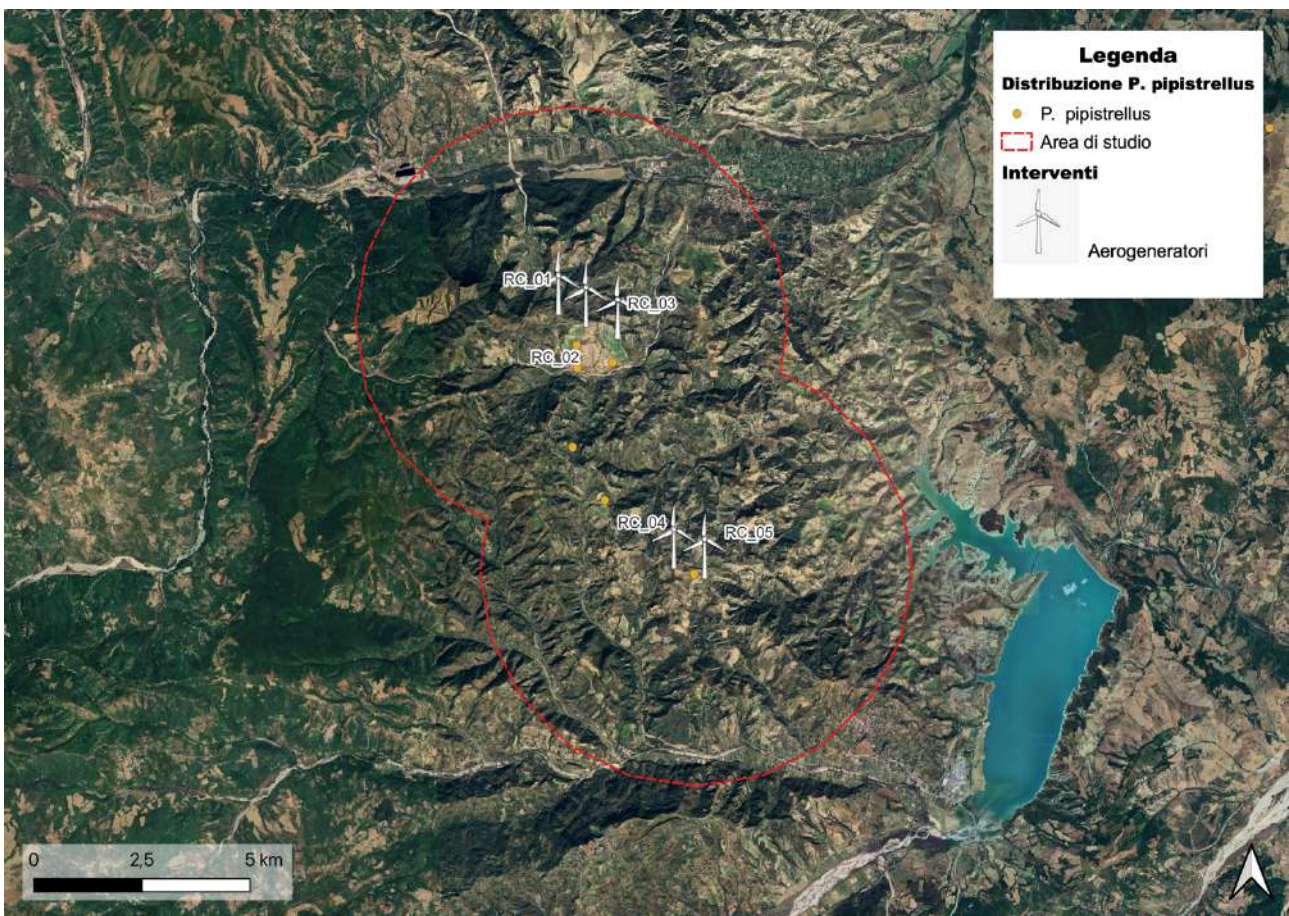 Legenda
Distribuzione P. pipistrellus
P. pipistrellus
Area di studio
Interventi
Aerogeneratori
RC_01
RC_03
RC_02
RC_04
RC_05
0 2,5 5 km